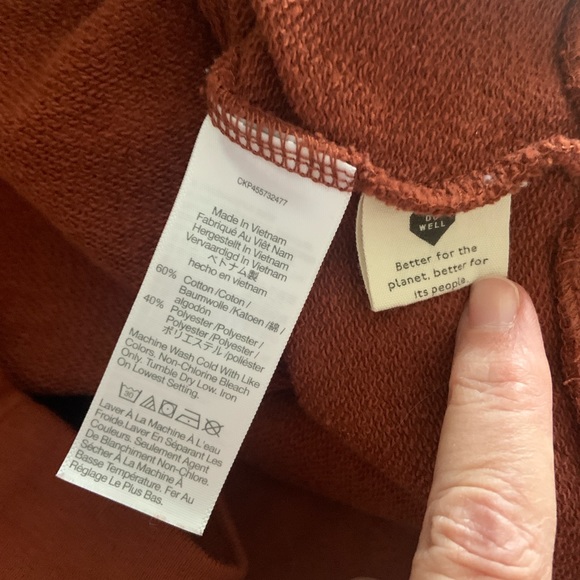 CKP455732477
Made In Vietnam
Fabriqué Au Viêt Nam
Hergestellt In Vietnam
Vervaardigd In Vietnam
ベトナム製
hecho en vietnam
60% Cotton /Coton /
Baumwolle /Katoen /綿 /
algodón
40% Polyester /Polyester /
Polyester /Polyester /
ポリエステル /poliéster
Machine Wash Cold With Like
Colors. Non-Chlorine Bleach
Only. Tumble Dry Low. Iron
On Lowest Setting.
30
Laver À La Machine À L'eau
Froide.Laver En Séparant Les
Couleurs. Seulement Agent
De Blanchiment Non-Chlore.
Sécher À La Machine À
Basse Température. Fer Au
Réglage Le Plus Bas.
DO
WELL
Better for the
planet, better for
its people.